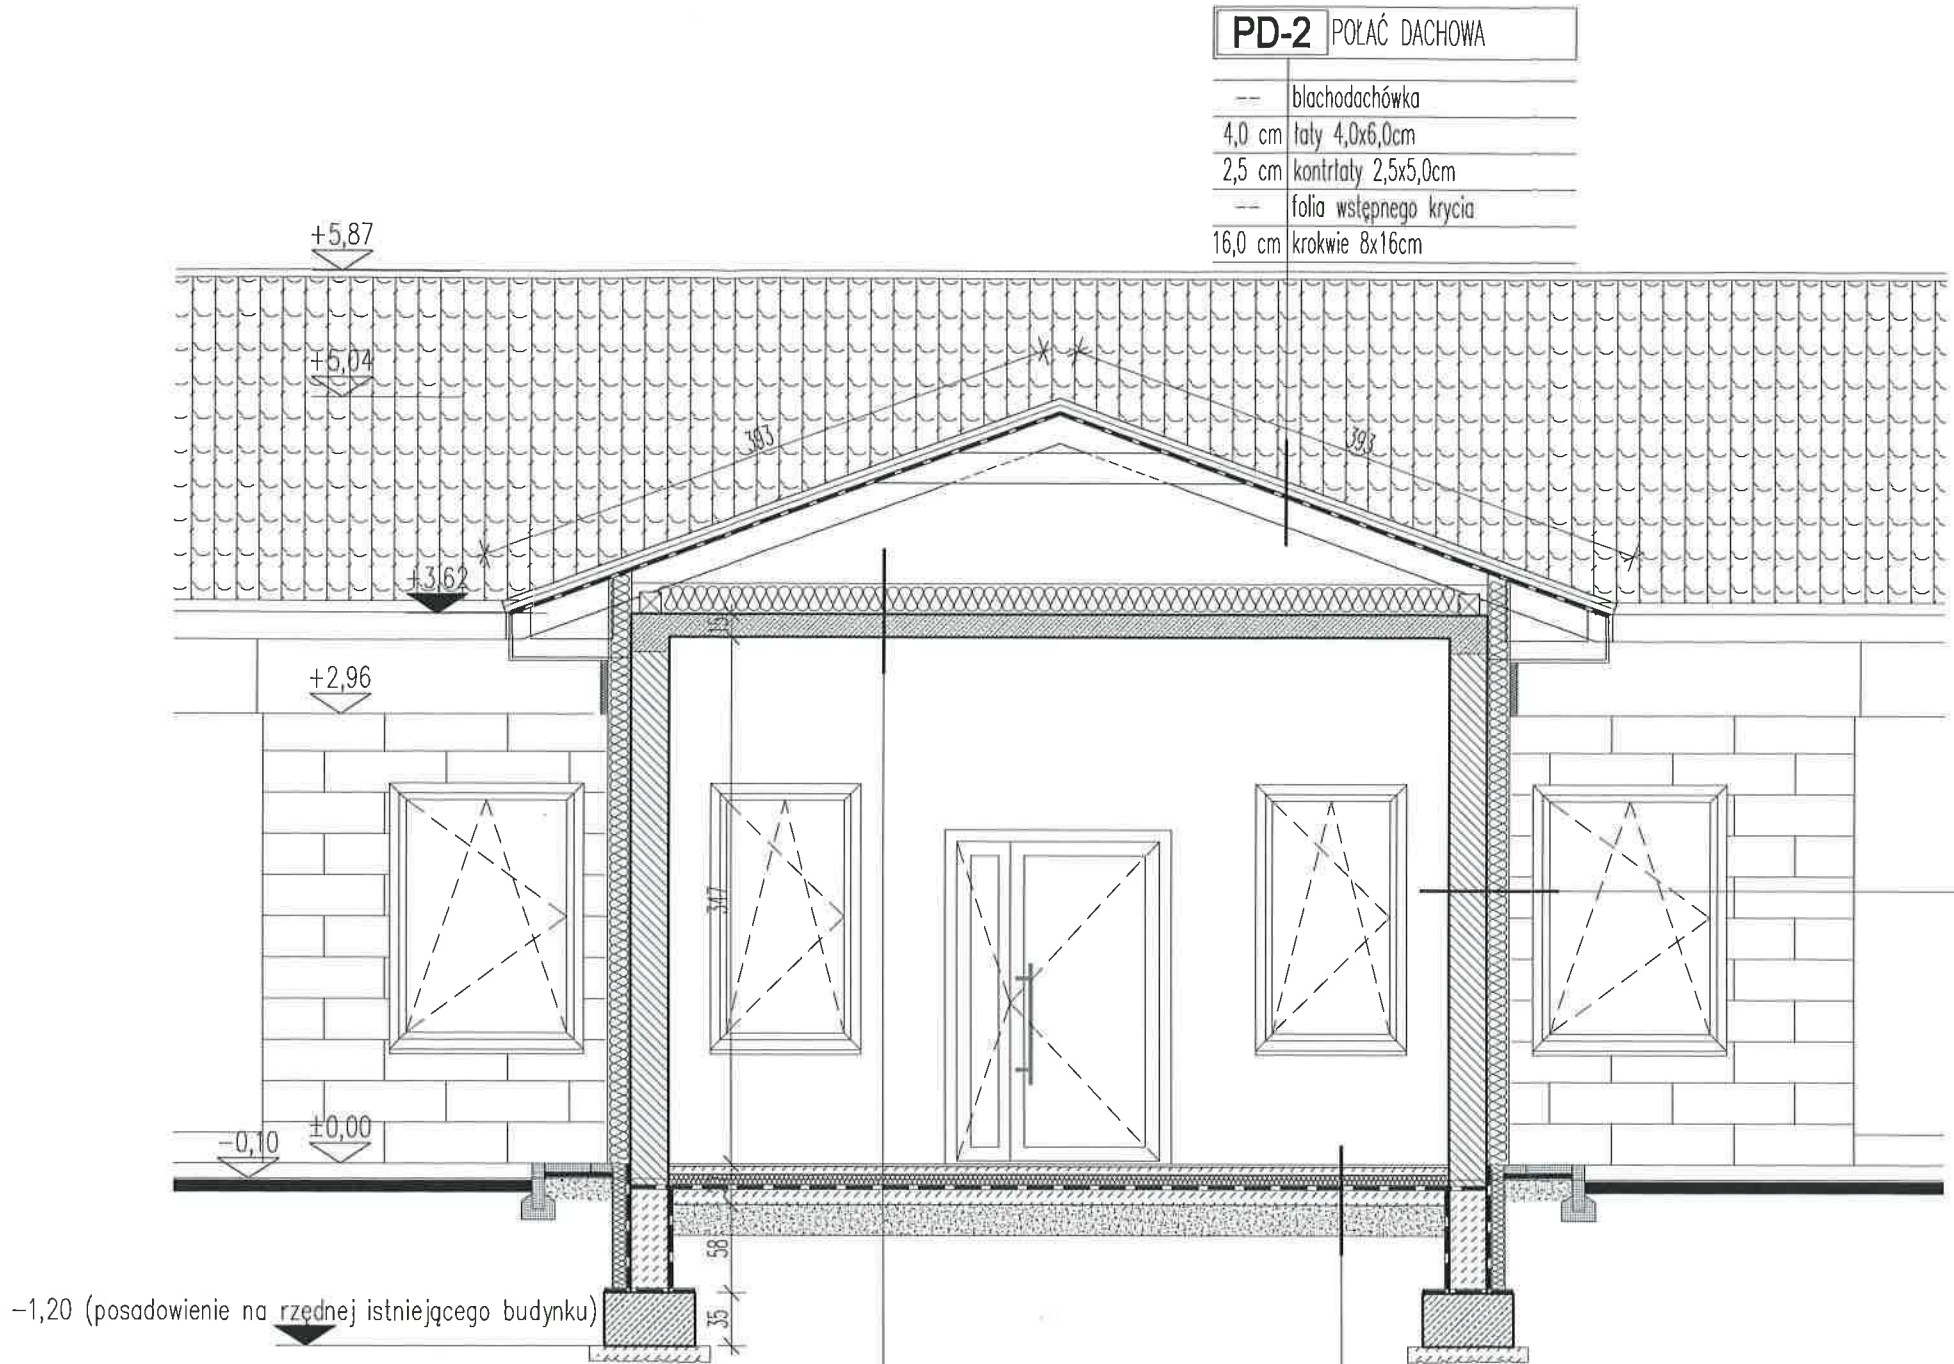 PD-2 POŁAĆ DACHOWA
-- blachodachówka
4,0 cm łaty 4,0x6,0cm
2,5 cm kontrłaty 2,5x5,0cm
-- folia wstępnego krycia
16,0 cm krokwie 8x16cm
+5,87
+5,04
393
393
+3,62
15
+2,96
347
±0,00
-0,10
58
-1,20 (posadowienie na rzędnej istniejącego budynku)
35